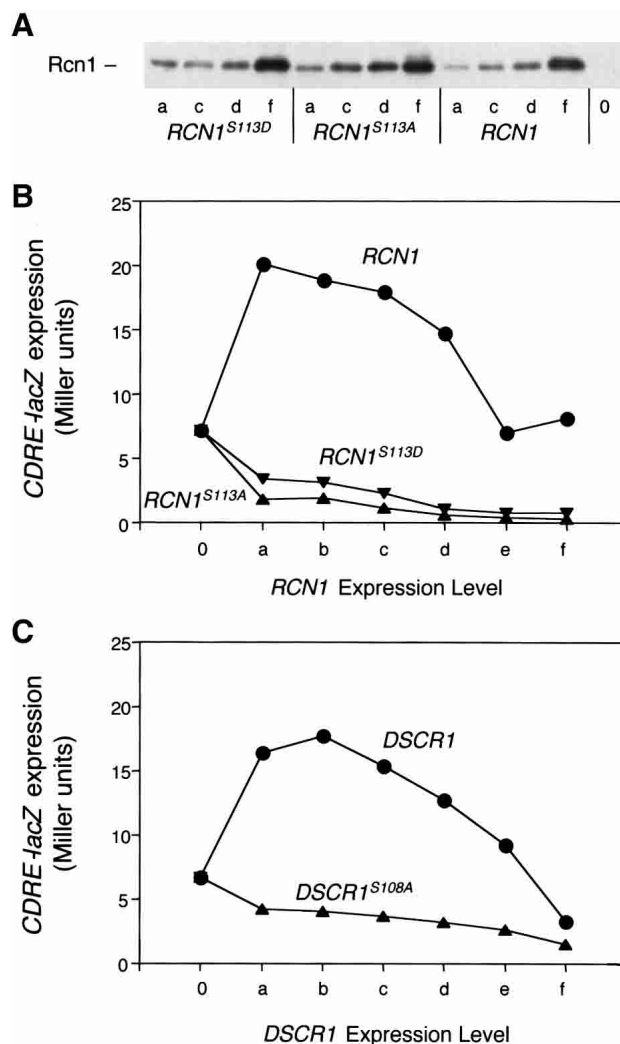 A
Rcn1 –
a c d f a c d f a c d f 0
RCN1S113D RCN1S113A RCN1
B
25
20
15
10
5
0
CDRE-lacZ expression
(Miller units)
RCN1
RCN1S113D
RCN1S113A
0 a b c d e f
RCN1 Expression Level
C
25
20
15
10
5
0
CDRE-lacZ expression
(Miller units)
DSCR1
DSCR1S108A
0 a b c d e f
DSCR1 Expression Level